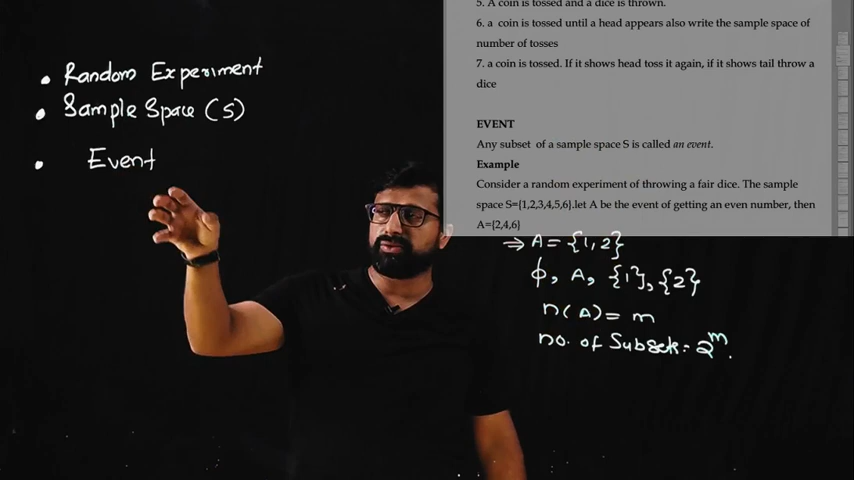 5. A coin is tossed and a dice is thrown.
6. a coin is tossed until a head appears also write the sample space of
number of tosses
7. a coin is tossed. If it shows head toss it again, if it shows tail throw a
dice
EVENT
Any subset of a sample space S is called an event.
Example
Consider a random experiment of throwing a fair dice. The sample
space S={1,2,3,4,5,6}.let A be the event of getting an even number, then
A={2,4,6}
• Random Experiment
• Sample Space (S)
• Event
⇒ A = {1,2}
ϕ, A, {1}, {2}
n(A) = m
no. of Subsets = 2^m.